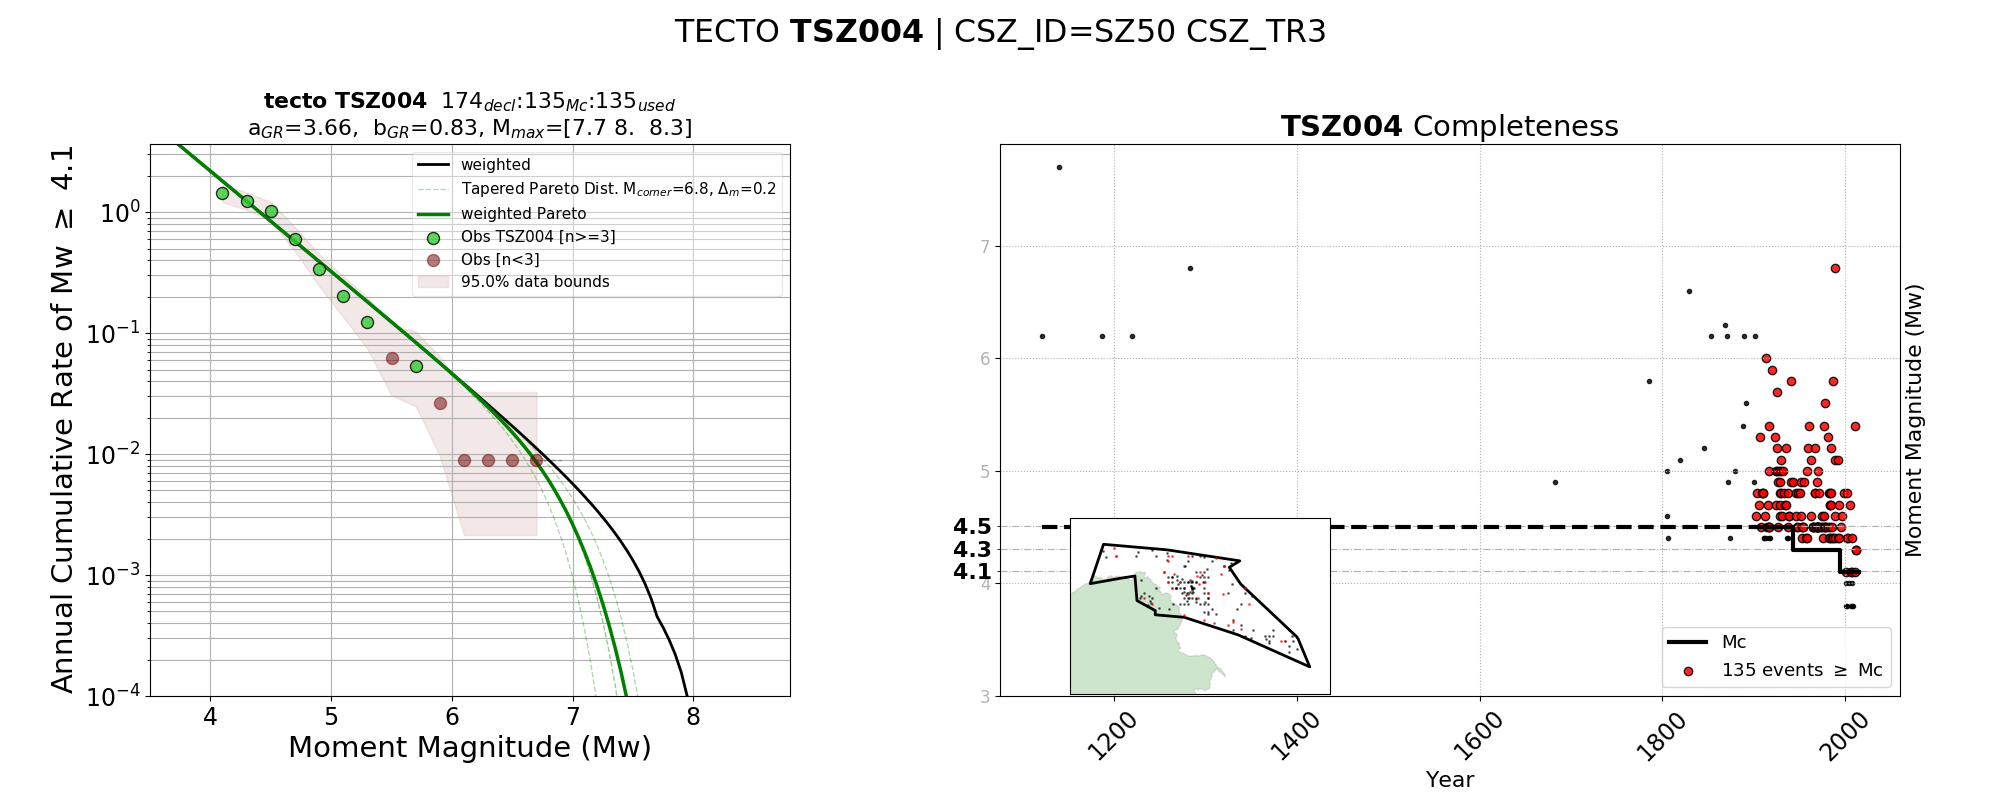 TECTO TSZ004 | CSZ_ID=SZ50 CSZ_TR3
tecto TSZ004 174decl:135Mc:135used
aGR=3.66, bGR=0.83, Mmax=[7.7 8. 8.3]
Annual Cumulative Rate of Mw ≥ 4.1
10^0
10^-1
10^-2
10^-3
10^-4
weighted
Tapered Pareto Dist. Mcorner=6.8, Δm=0.2
weighted Pareto
Obs TSZ004 [n>=3]
Obs [n<3]
95.0% data bounds
4 5 6 7 8
Moment Magnitude (Mw)
TSZ004 Completeness
7
6
5
4.5
4.3
4.1
4
3
Mc
135 events ≥ Mc
1200 1400 1600 1800 2000
Year
Moment Magnitude (Mw)